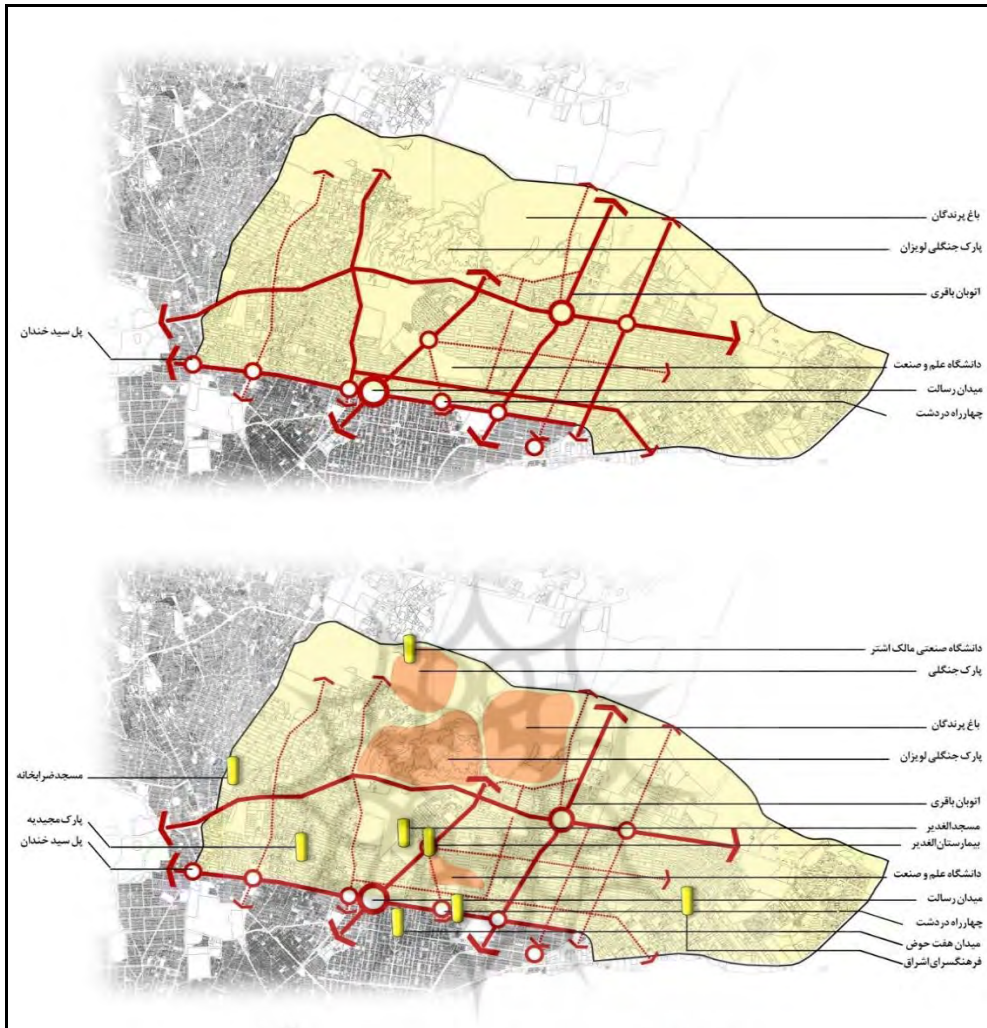 باغ پرندگان
پارک جنگلی لویزان
اتوبان باقری
پل سید خندان
دانشگاه علم و صنعت
میدان رسالت
چهارراه دردشت
دانشگاه صنعتی مالک اشتر
پارک جنگلی
باغ پرندگان
پارک جنگلی لویزان
مسجد ضرابخانه
اتوبان باقری
پارک مجیدیه
مسجد الغدیر
پل سید خندان
بیمارستان الغدیر
دانشگاه علم و صنعت
میدان رسالت
چهارراه دردشت
میدان هفت حوض
فرهنگسرای اشراق